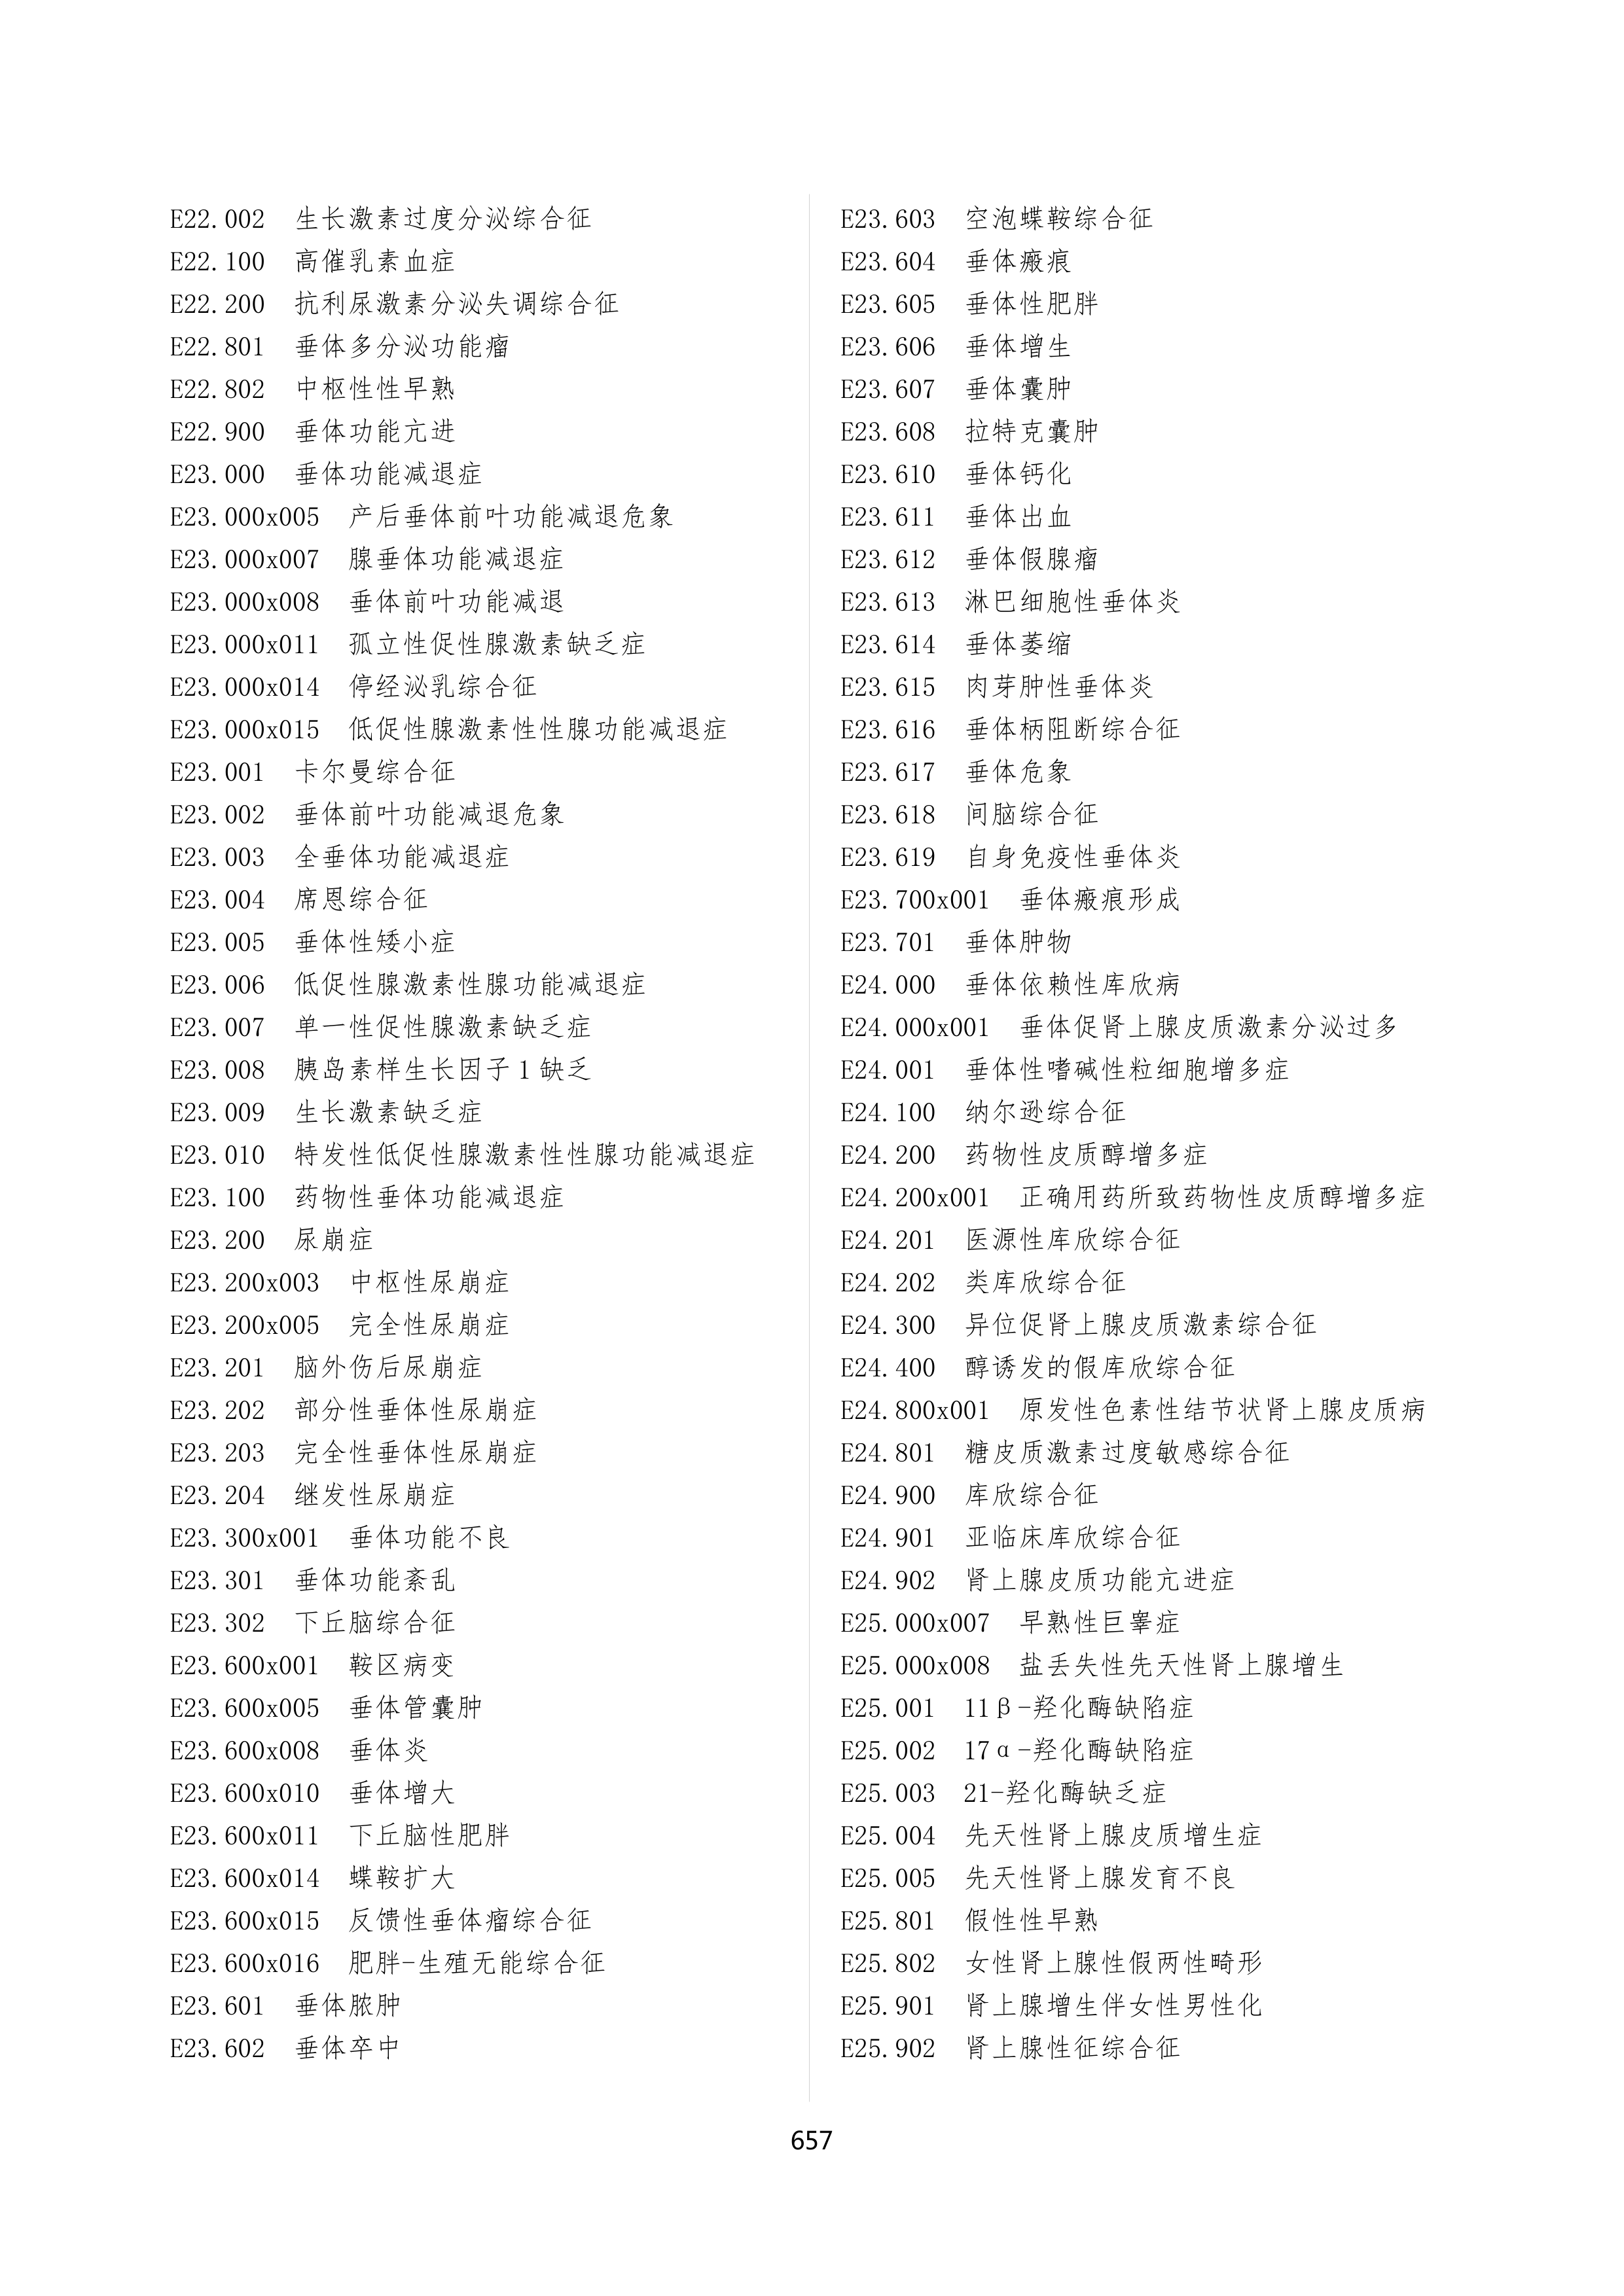 E22.002 生长激素过度分泌综合征
E22.100 高催乳素血症
E22.200 抗利尿激素分泌失调综合征
E22.801 垂体多分泌功能瘤
E22.802 中枢性性早熟
E22.900 垂体功能亢进
E23.000 垂体功能减退症
E23.000x005 产后垂体前叶功能减退危象
E23.000x007 腺垂体功能减退症
E23.000x008 垂体前叶功能减退
E23.000x011 孤立性促性腺激素缺乏症
E23.000x014 停经泌乳综合征
E23.000x015 低促性腺激素性性腺功能减退症
E23.001 卡尔曼综合征
E23.002 垂体前叶功能减退危象
E23.003 全垂体功能减退症
E23.004 席恩综合征
E23.005 垂体性矮小症
E23.006 低促性腺激素性腺功能减退症
E23.007 单一性促性腺激素缺乏症
E23.008 胰岛素样生长因子1缺乏
E23.009 生长激素缺乏症
E23.010 特发性低促性腺激素性性腺功能减退症
E23.100 药物性垂体功能减退症
E23.200 尿崩症
E23.200x003 中枢性尿崩症
E23.200x005 完全性尿崩症
E23.201 脑外伤后尿崩症
E23.202 部分性垂体性尿崩症
E23.203 完全性垂体性尿崩症
E23.204 继发性尿崩症
E23.300x001 垂体功能不良
E23.301 垂体功能紊乱
E23.302 下丘脑综合征
E23.600x001 鞍区病变
E23.600x005 垂体管囊肿
E23.600x008 垂体炎
E23.600x010 垂体增大
E23.600x011 下丘脑性肥胖
E23.600x014 蝶鞍扩大
E23.600x015 反馈性垂体瘤综合征
E23.600x016 肥胖-生殖无能综合征
E23.601 垂体脓肿
E23.602 垂体卒中
E23.603 空泡蝶鞍综合征
E23.604 垂体瘢痕
E23.605 垂体性肥胖
E23.606 垂体增生
E23.607 垂体囊肿
E23.608 拉特克囊肿
E23.610 垂体钙化
E23.611 垂体出血
E23.612 垂体假腺瘤
E23.613 淋巴细胞性垂体炎
E23.614 垂体萎缩
E23.615 肉芽肿性垂体炎
E23.616 垂体柄阻断综合征
E23.617 垂体危象
E23.618 间脑综合征
E23.619 自身免疫性垂体炎
E23.700x001 垂体瘢痕形成
E23.701 垂体肿物
E24.000 垂体依赖性库欣病
E24.000x001 垂体促肾上腺皮质激素分泌过多
E24.001 垂体性嗜碱性粒细胞增多症
E24.100 纳尔逊综合征
E24.200 药物性皮质醇增多症
E24.200x001 正确用药所致药物性皮质醇增多症
E24.201 医源性库欣综合征
E24.202 类库欣综合征
E24.300 异位促肾上腺皮质激素综合征
E24.400 醇诱发的假库欣综合征
E24.800x001 原发性色素性结节状肾上腺皮质病
E24.801 糖皮质激素过度敏感综合征
E24.900 库欣综合征
E24.901 亚临床库欣综合征
E24.902 肾上腺皮质功能亢进症
E25.000x007 早熟性巨睾症
E25.000x008 盐丢失性先天性肾上腺增生
E25.001 11β-羟化酶缺陷症
E25.002 17α-羟化酶缺陷症
E25.003 21-羟化酶缺乏症
E25.004 先天性肾上腺皮质增生症
E25.005 先天性肾上腺发育不良
E25.801 假性性早熟
E25.802 女性肾上腺性假两性畸形
E25.901 肾上腺增生伴女性男性化
E25.902 肾上腺性征综合征
657